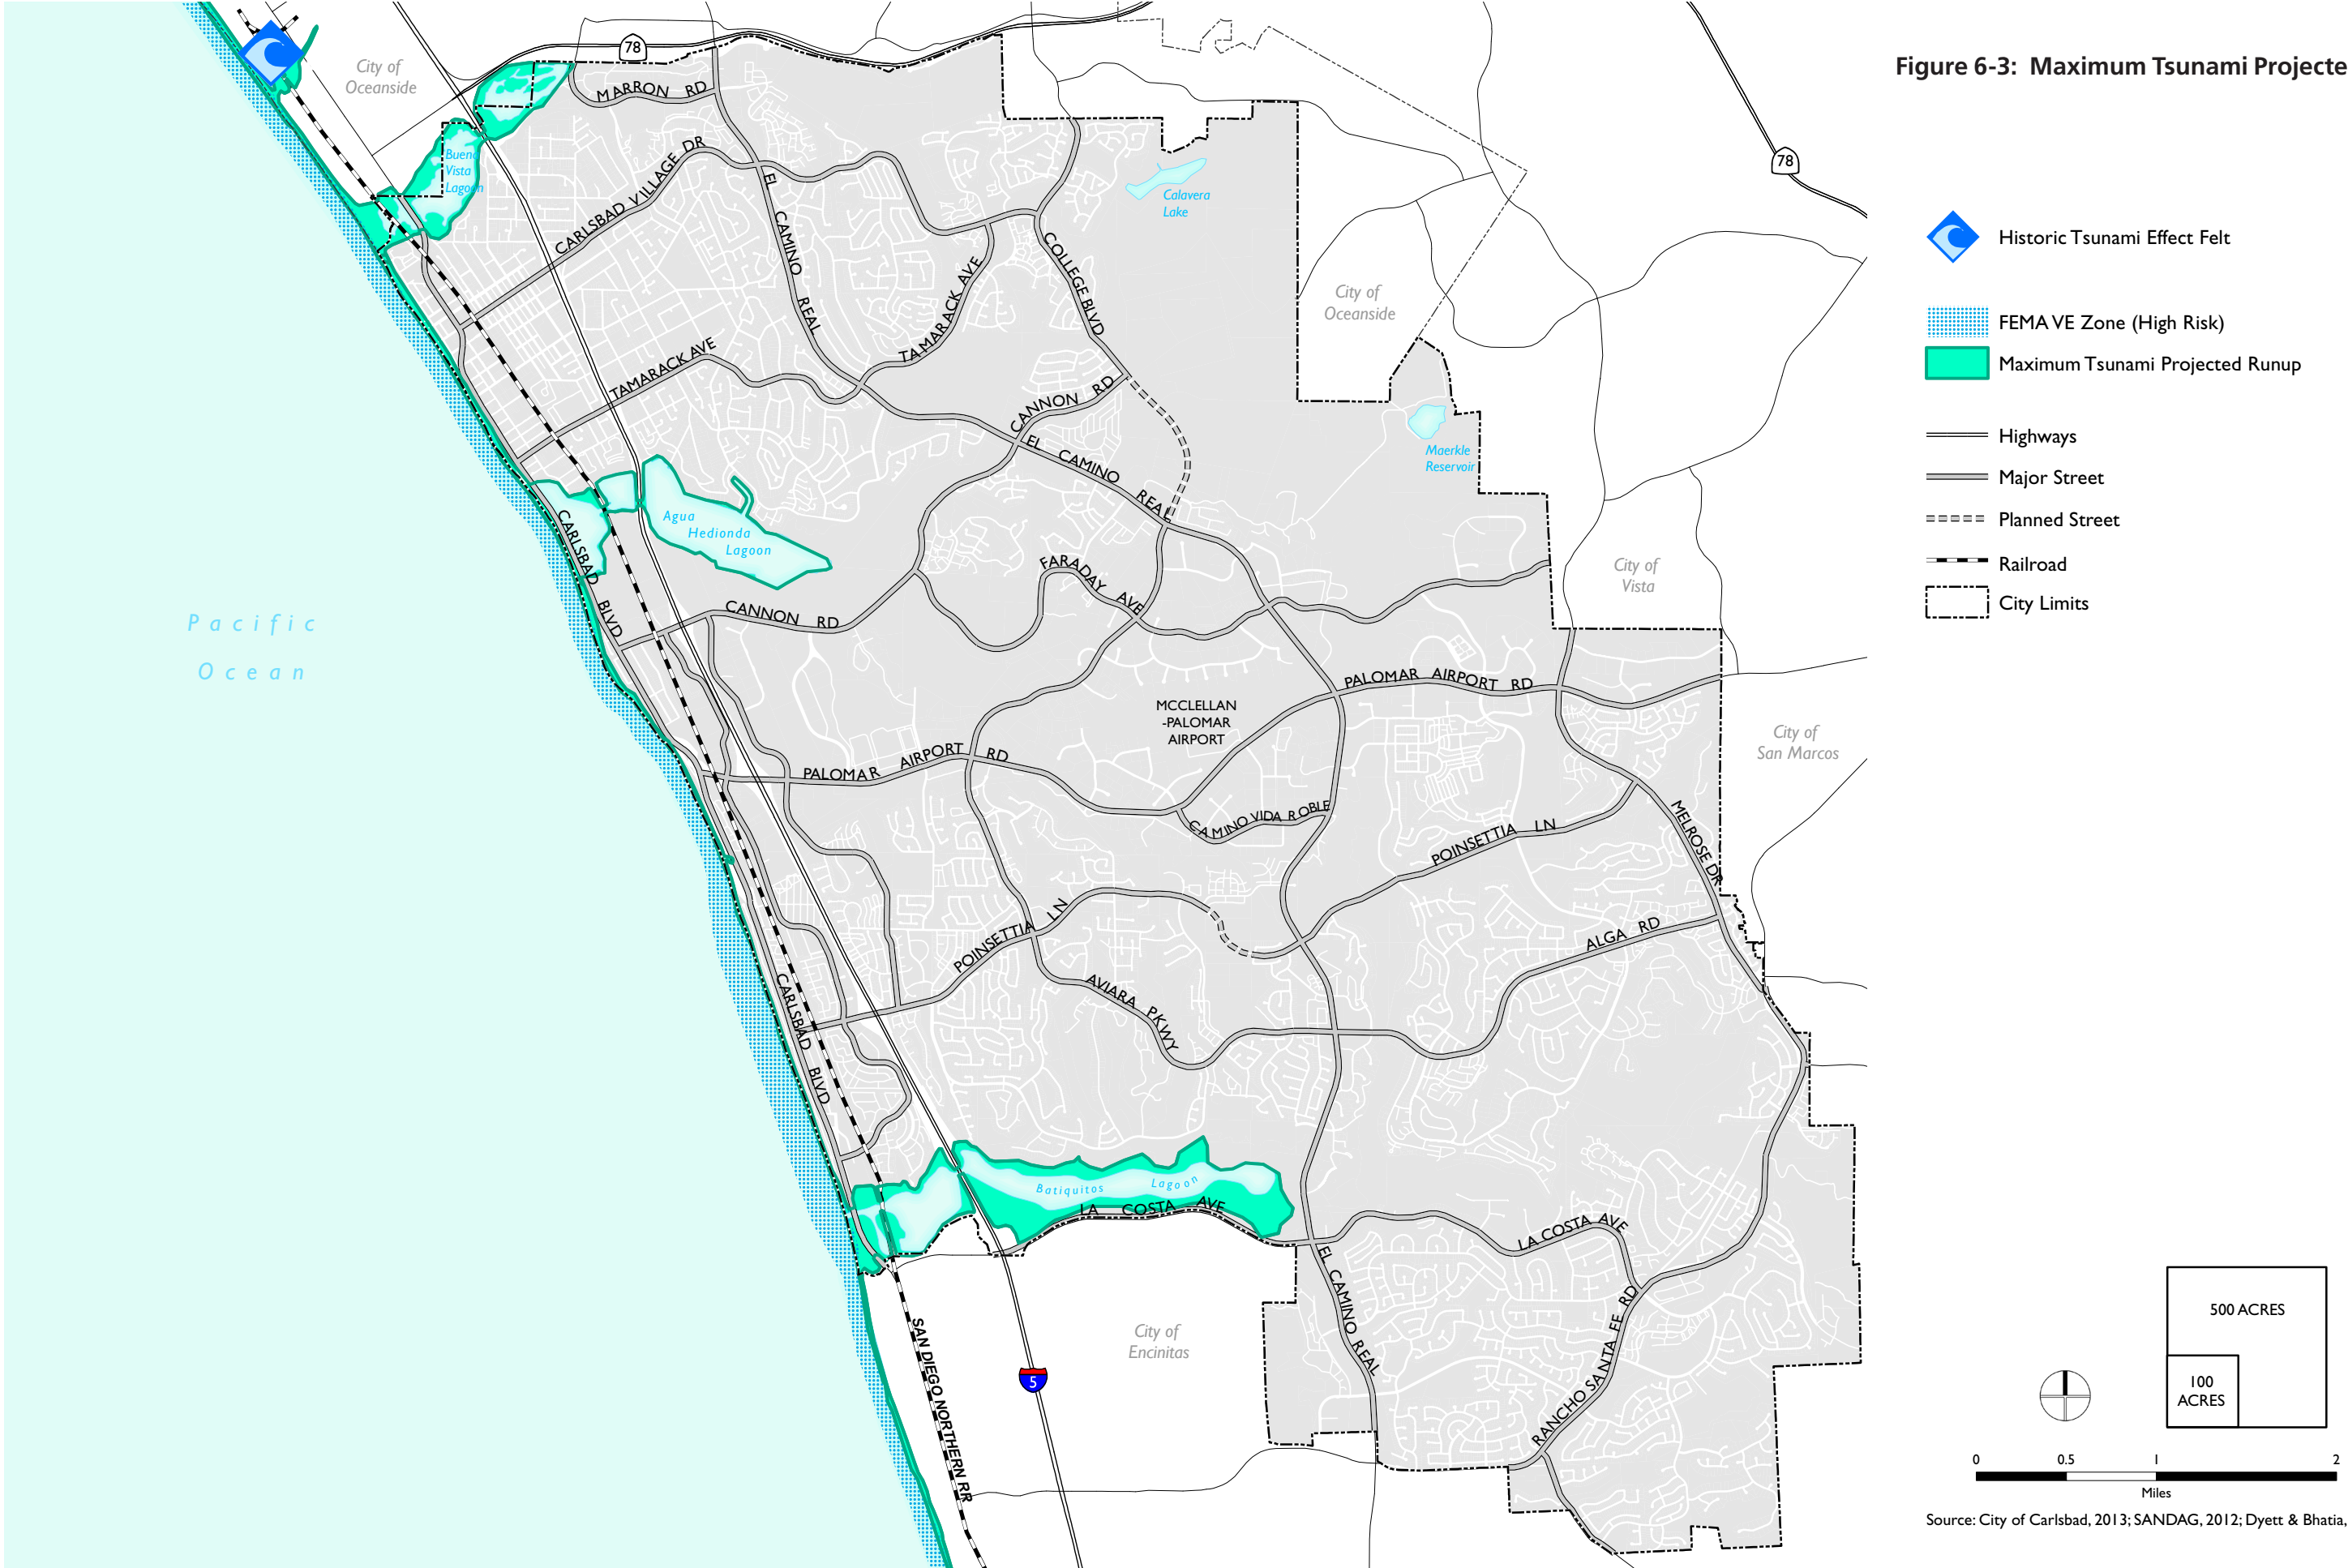 Figure 6-3: Maximum Tsunami Projecte
Historic Tsunami Effect Felt
FEMA VE Zone (High Risk)
Maximum Tsunami Projected Runup
Highways
Major Street
Planned Street
Railroad
City Limits
500 ACRES
100
ACRES
0 0.5 1 2
Miles
Source: City of Carlsbad, 2013; SANDAG, 2012; Dyett & Bhatia,
78
78
5
City of
Oceanside
MARRON RD
Buena
Vista
Lagoon
CARLSBAD VILLAGE DR
EL CAMINO REAL
Calavera
Lake
COLLEGE BLVD
TAMARACK AVE
TAMARACK AVE
City of
Oceanside
CANNON RD
EL CAMINO REAL
Maerkle
Reservoir
Agua
Hedionda
Lagoon
CARLSBAD BLVD
FARADAY AVE
CANNON RD
City of
Vista
Pacific
Ocean
PALOMAR AIRPORT RD
MCCLELLAN
-PALOMAR
AIRPORT
City of
San Marcos
PALOMAR AIRPORT RD
CAMINO VIDA ROBLE
POINSETTIA LN
MELROSE DR
POINSETTIA LN
ALGA RD
AVIARA PKWY
CARLSBAD BLVD
Batiquitos Lagoon
LA COSTA AVE
LA COSTA AVE
EL CAMINO REAL
RANCHO SANTA FE RD
City of
Encinitas
SAN DIEGO NORTHERN RR